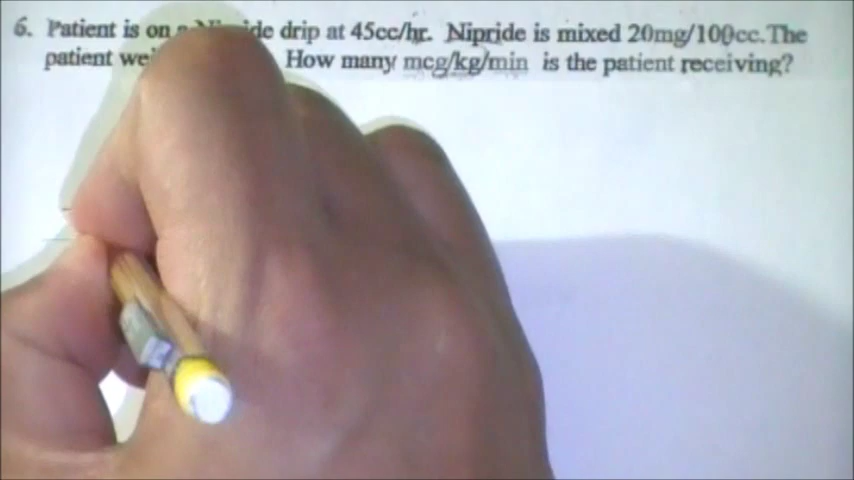 6. Patient is on a drip at 45cc/hr. Nipride is mixed 20mg/100cc.The
patient How many mcg/kg/min is the patient receiving?